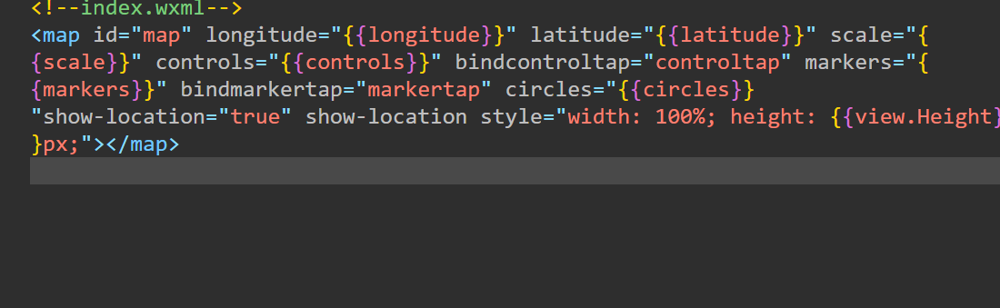 <!--index.wxml-->
<map id="map" longitude="{{longitude}}" latitude="{{latitude}}" scale="{
{scale}}" controls="{{controls}}" bindcontroltap="controltap" markers="{
{markers}}" bindmarkertap="markertap" circles="{{circles}}
"show-location="true" show-location style="width: 100%; height: {{view.Height}
}px;"></map>